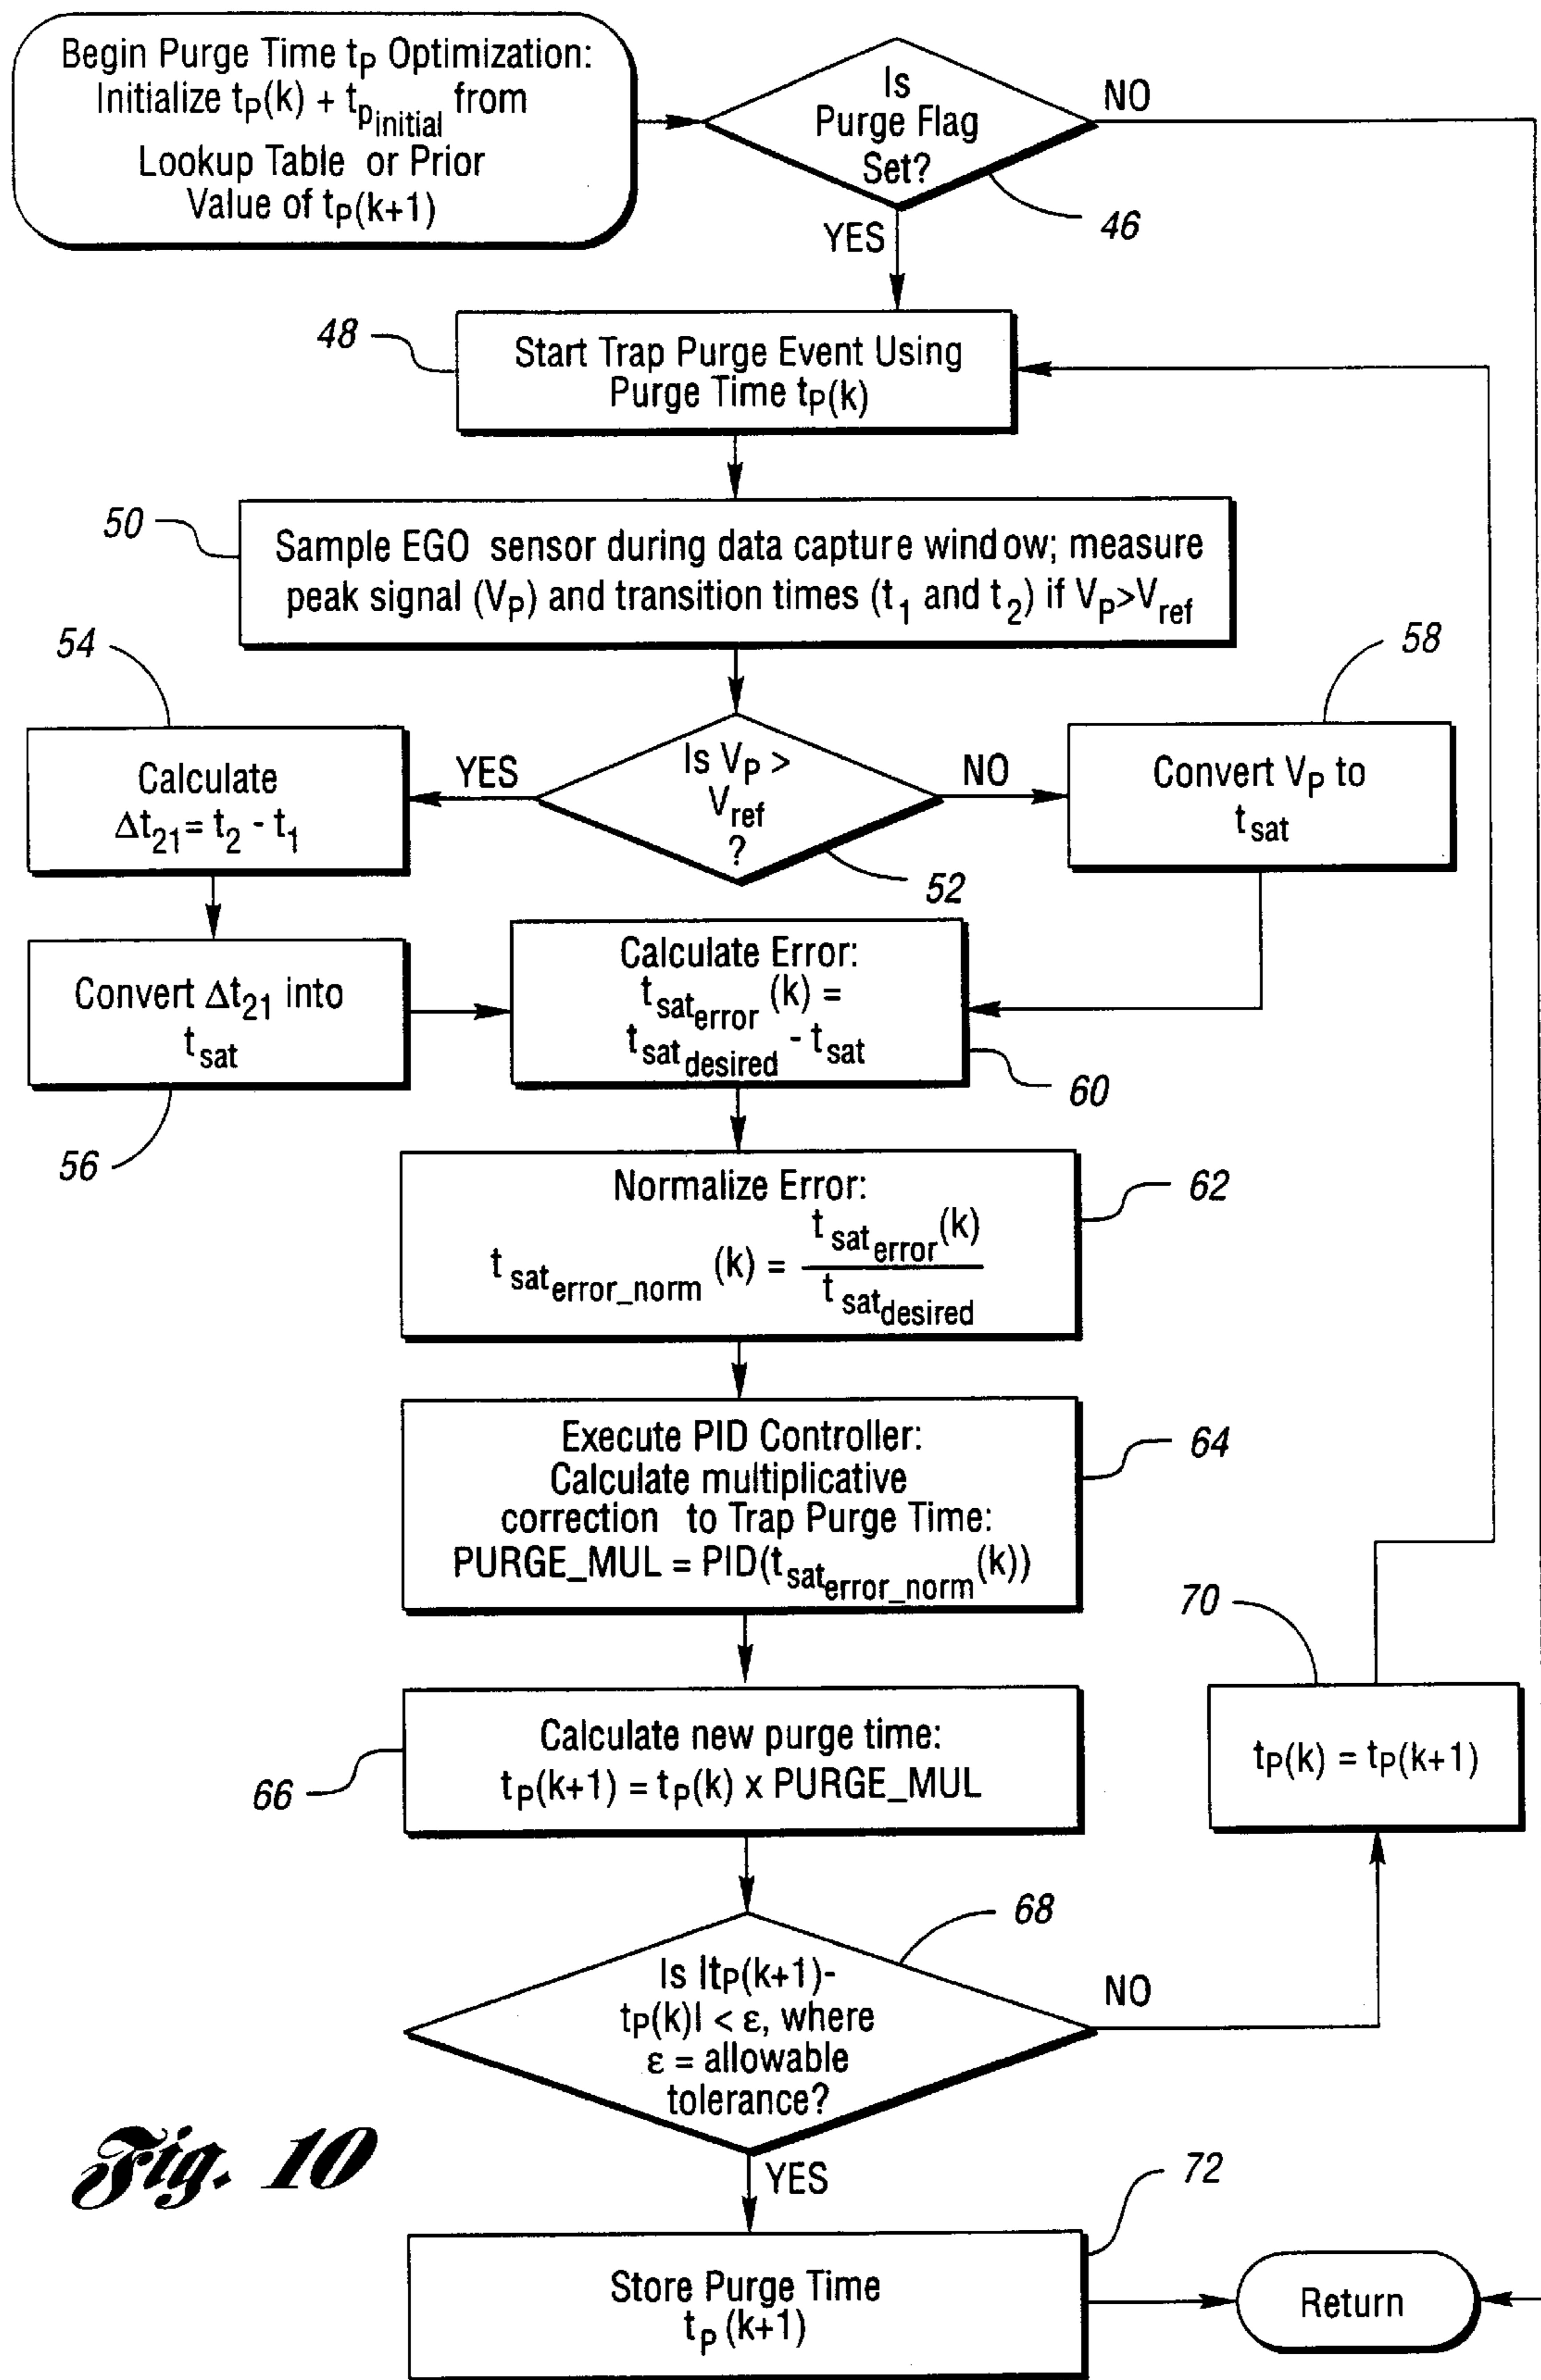 Begin Purge Time tP Optimization:
Initialize tP(k) + tPinitial from
Lookup Table or Prior
Value of tP(k+1)
Is
Purge Flag
Set?
NO
46
YES
48
Start Trap Purge Event Using
Purge Time tP(k)
50
Sample EGO sensor during data capture window; measure
peak signal (VP) and transition times (t1 and t2) if VP>Vref
54
58
Calculate
Δt21= t2 - t1
YES
Is VP >
Vref
?
NO
52
Convert VP to
tsat
Convert Δt21 into
tsat
56
Calculate Error:
tsaterror (k) =
tsatdesired - tsat
60
Normalize Error:
tsaterror_norm (k) = tsaterror(k)
tsatdesired
62
Execute PID Controller:
Calculate multiplicative
correction to Trap Purge Time:
PURGE_MUL = PID(tsaterror_norm(k))
64
66
Calculate new purge time:
tP(k+1) = tP(k) x PURGE_MUL
70
tP(k) = tP(k+1)
68
Is |tP(k+1)-
tP(k)| < ε, where
ε = allowable
tolerance?
NO
YES
Fig. 10
72
Store Purge Time
tp (k+1)
Return